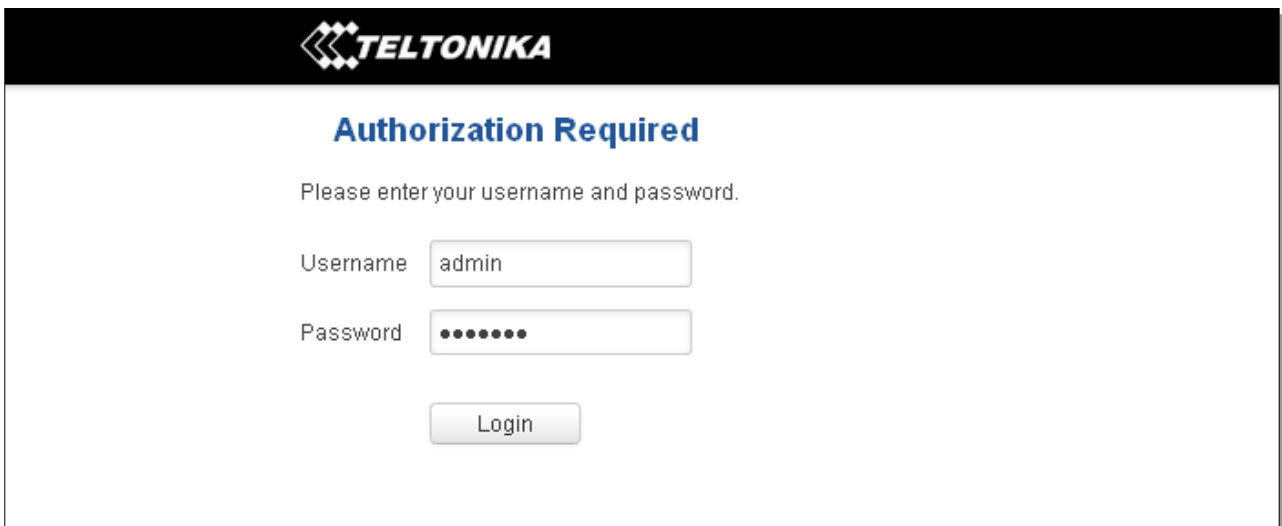 TELTONIKA
Authorization Required
Please enter your username and password.
Username admin
Password •••••••
Login